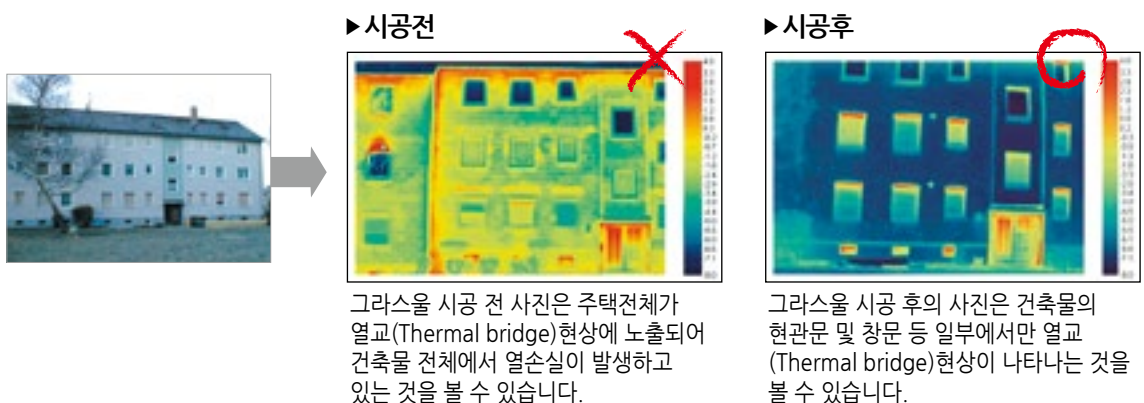 ▶시공전
▶시공후
그라스울 시공 전 사진은 주택전체가
열교(Thermal bridge)현상에 노출되어
건축물 전체에서 열손실이 발생하고
있는 것을 볼 수 있습니다.
그라스울 시공 후의 사진은 건축물의
현관문 및 창문 등 일부에서만 열교
(Thermal bridge)현상이 나타나는 것을
볼 수 있습니다.